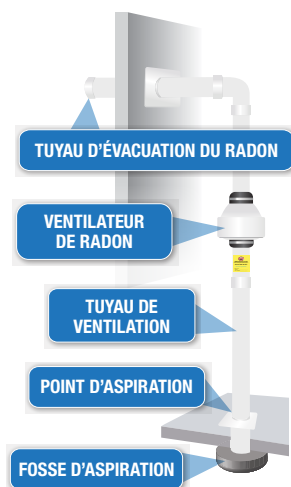 TUYAU D'ÉVACUATION DU RADON
VENTILATEUR
DE RADON
TUYAU DE
VENTILATION
POINT D'ASPIRATION
FOSSE D'ASPIRATION